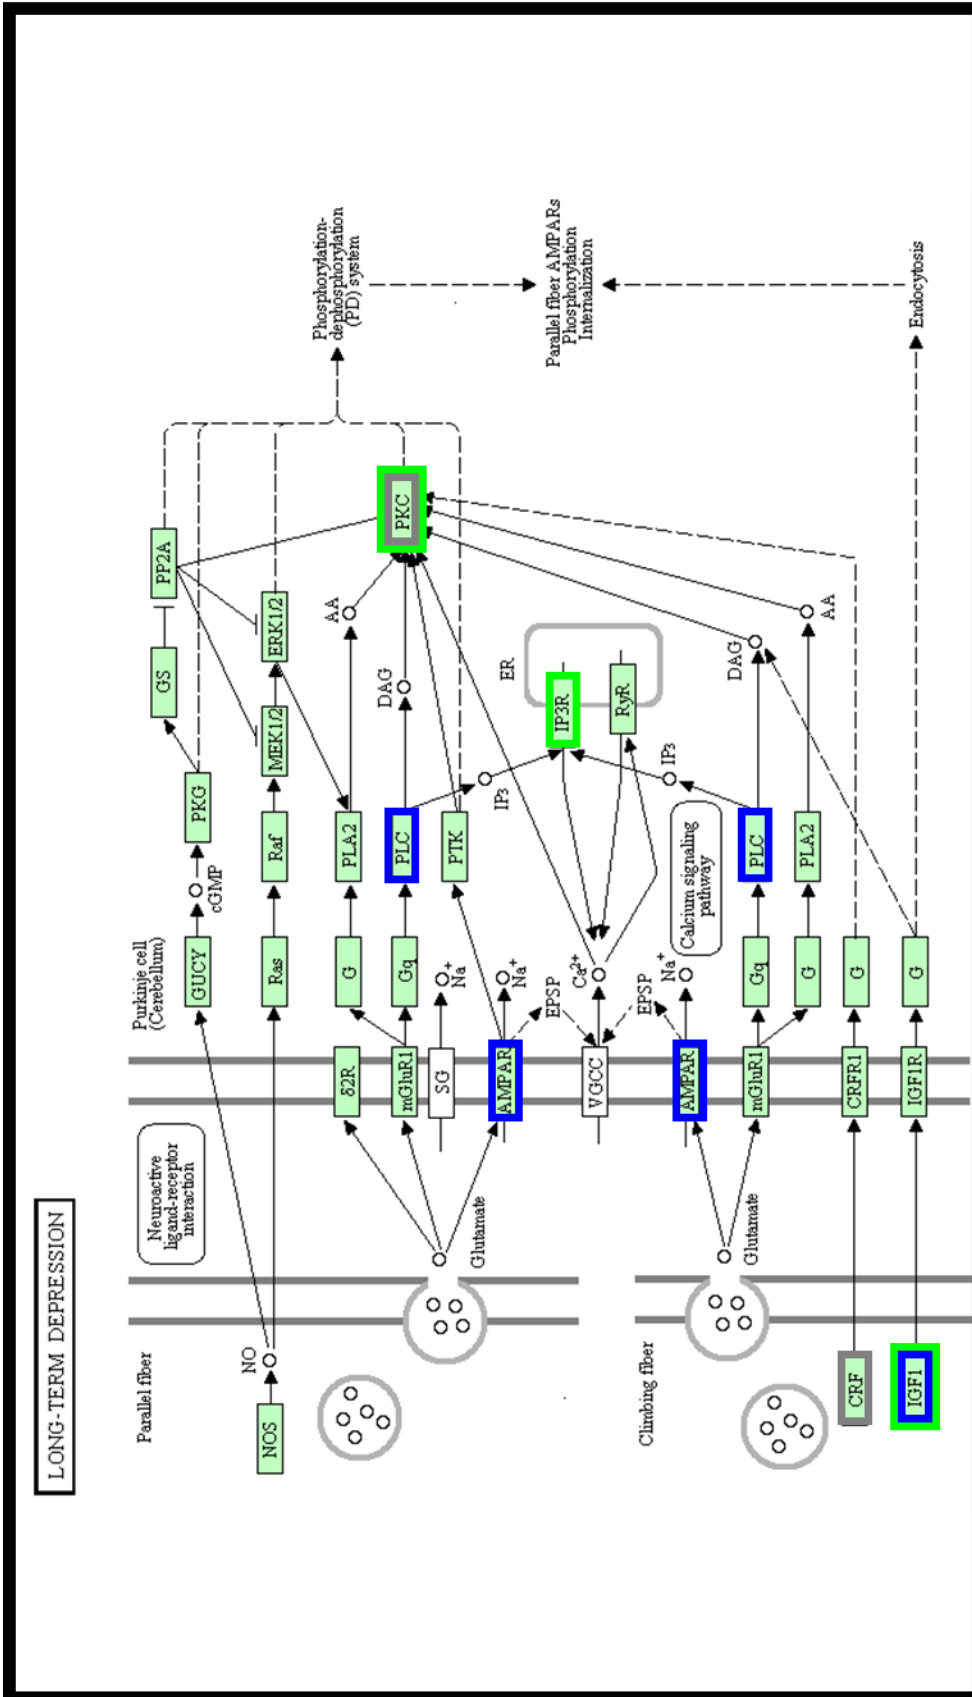 LONG-TERM DEPRESSION
Parallel fiber
NOS
NO
Neuroactive
ligand-receptor
interaction
Purkinje cell
(Cerebellum)
GUCY
cGMP
PKG
GS
PP2A
Ras
Raf
MEK1/2
ERK1/2
δ2R
G
PLA2
AA
mGluR1
Gq
PLC
DAG
PKC
SG
Na+
PTK
Glutamate
AMPAR
Na+
IP3
EPSP
IP3R
ER
VGCC
Ca2+
RyR
EPSP
IP3
AMPAR
Na+
Calcium signaling
pathway
Climbing fiber
Glutamate
mGluR1
Gq
PLC
DAG
G
PLA2
AA
CRF
CRFR1
G
IGF1
IGF1R
G
Phosphorylation-
dephosphorylation
(PD) system
Parallel fiber AMPARs
Phosphorylation
Internalization
Endocytosis